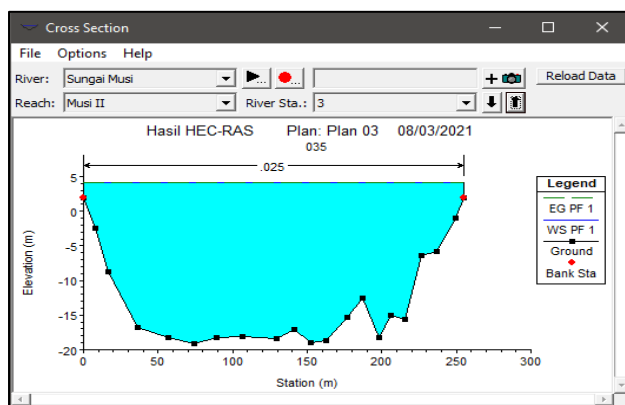 Cross Section
File Options Help
River: Sungai Musi Reload Data
Reach: Musi II River Sta.: 3
Hasil HEC-RAS Plan: Plan 03 08/03/2021
035
.025
Legend
EG PF 1
WS PF 1
Ground
Bank Sta
Elevation (m)
5
0
-5
-10
-15
-20
0 50 100 150 200 250 300
Station (m)